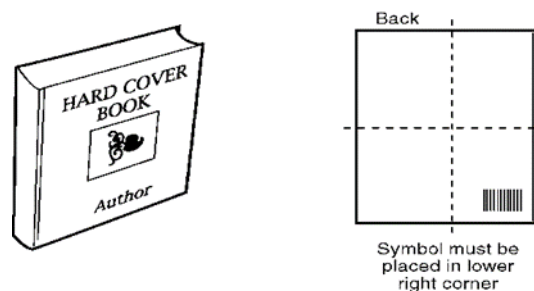 HARD COVER
BOOK
Author
Back
Symbol must be
placed in lower
right corner